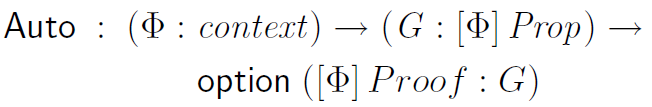 Auto : (Φ : context) → (G : [Φ] Prop) →
option ([Φ] Proof : G)